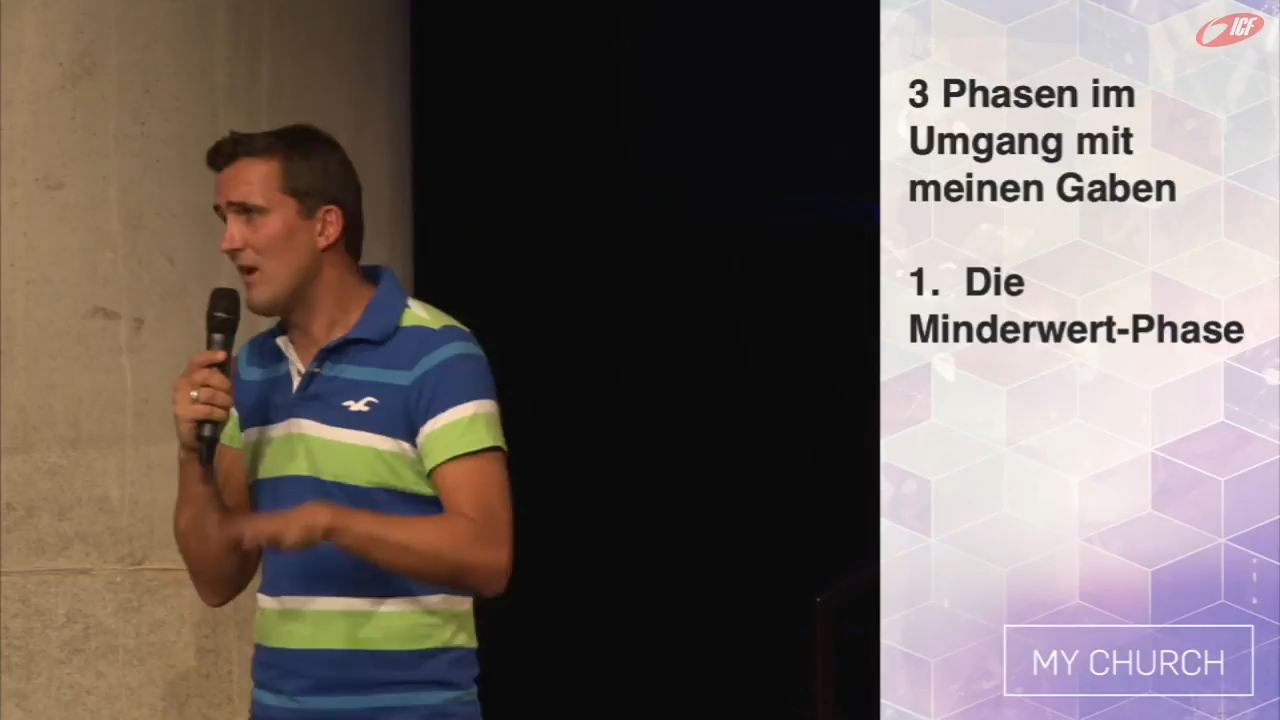 ICF
3 Phasen im
Umgang mit
meinen Gaben
1. Die
Minderwert-Phase
MY CHURCH